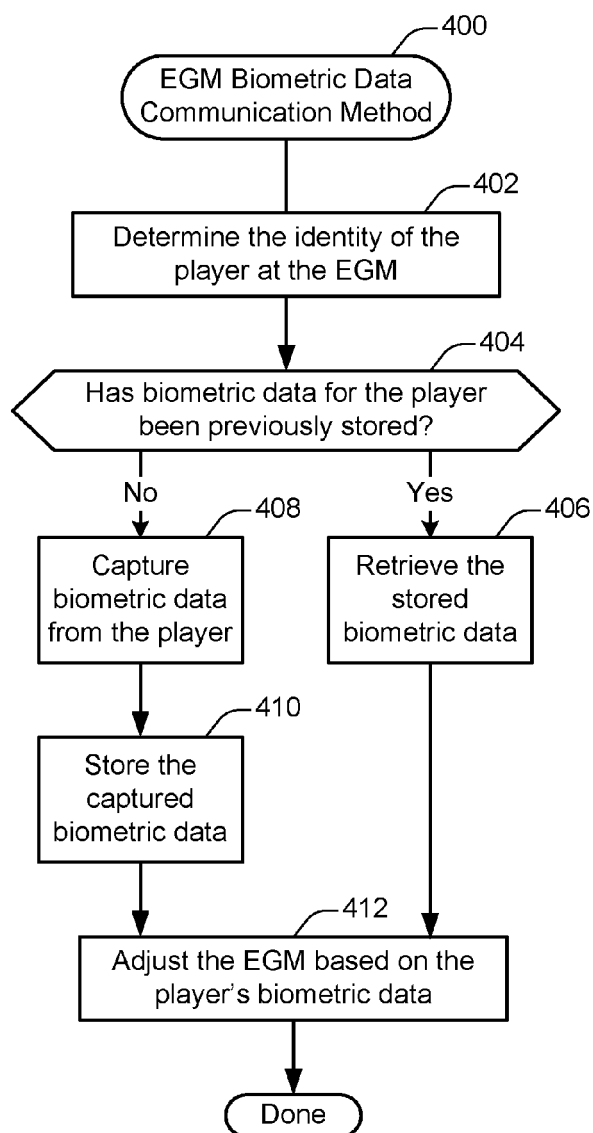 400
EGM Biometric Data
Communication Method
402
Determine the identity of the
player at the EGM
404
Has biometric data for the player
been previously stored?
No
Yes
408
406
Capture
biometric data
from the player
Retrieve the
stored
biometric data
410
Store the
captured
biometric data
412
Adjust the EGM based on the
player’s biometric data
Done